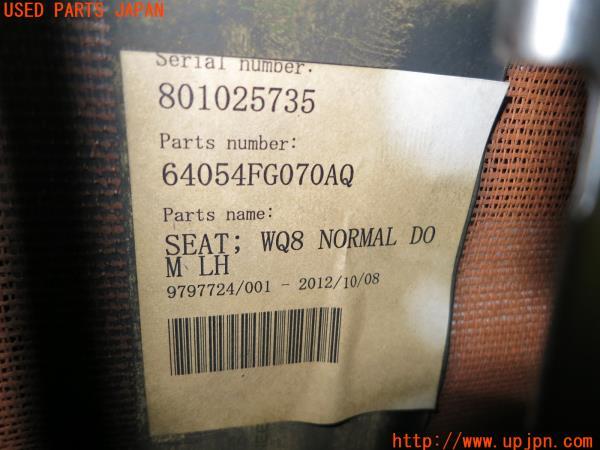 USED PARTS JAPAN
Serial number:
801025735
Parts number:
64054FG070AQ
Parts name:
SEAT; WQ8 NORMAL DO
M LH
9797724/001 - 2012/10/08
http://www.upjpn.com/